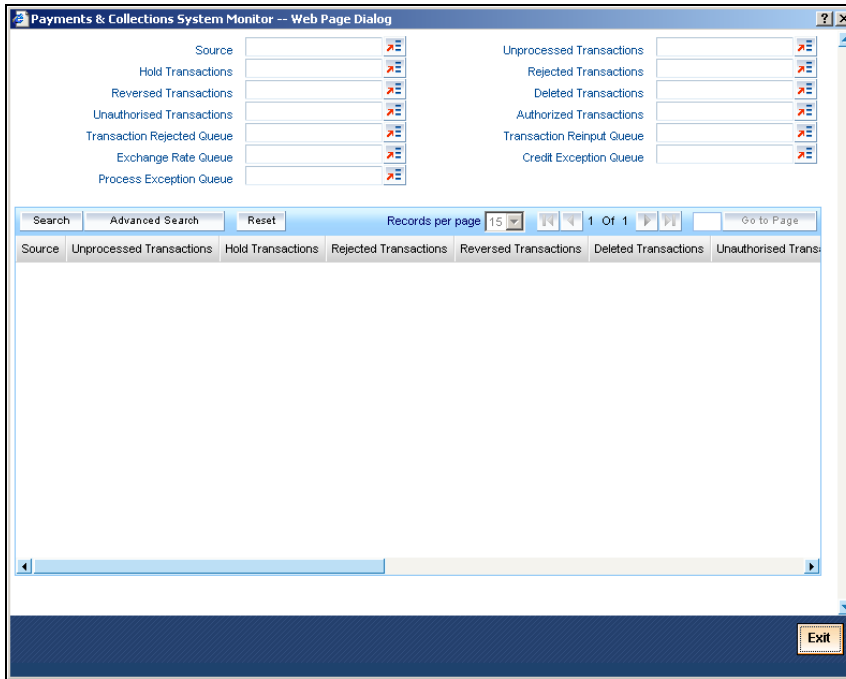 Payments & Collections System Monitor -- Web Page Dialog
Source Unprocessed Transactions
Hold Transactions Rejected Transactions
Reversed Transactions Deleted Transactions
Unauthorised Transactions Authorized Transactions
Transaction Rejected Queue Transaction Reinput Queue
Exchange Rate Queue Credit Exception Queue
Process Exception Queue
Search Advanced Search Reset Records per page 15 1 Of 1 Go to Page
Source Unprocessed Transactions Hold Transactions Rejected Transactions Reversed Transactions Deleted Transactions Unauthorised Transa
Exit